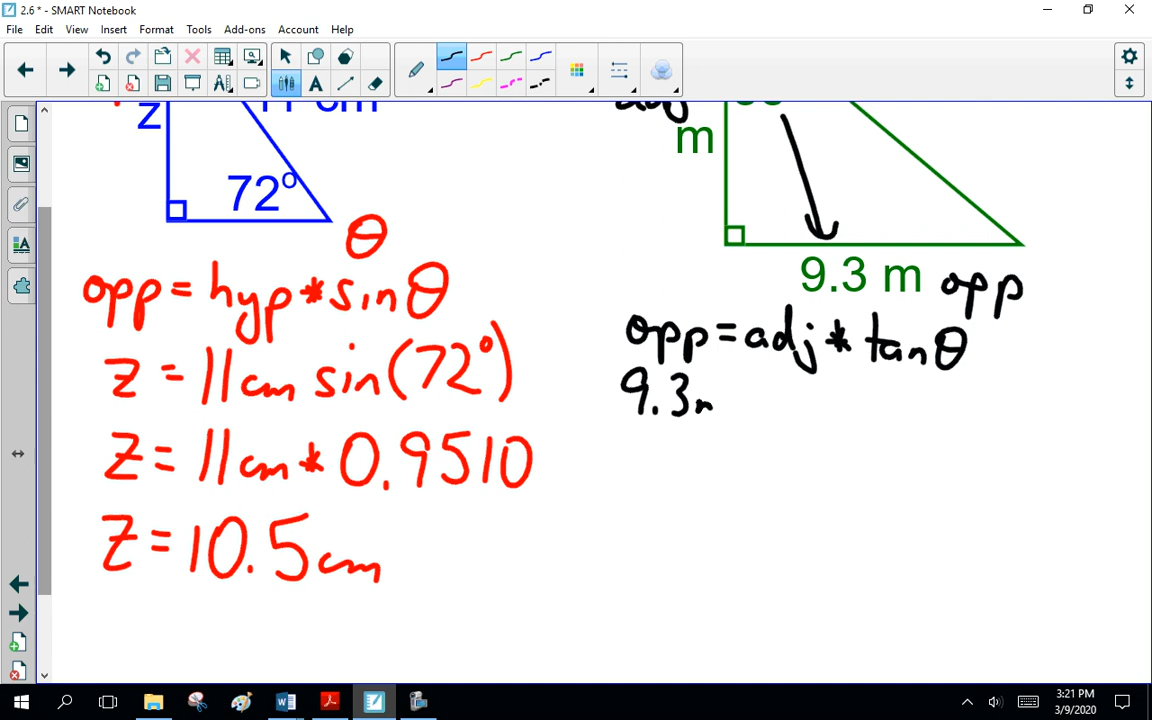 2.6 * - SMART Notebook
File Edit View Insert Format Tools Add-ons Account Help
z
72°
θ
opp = hyp * sin θ
z = 11cm sin(72°)
z = 11cm * 0.9510
z = 10.5cm
adj
m
9.3 m opp
opp = adj * tan θ
9.3
3:21 PM
3/9/2020